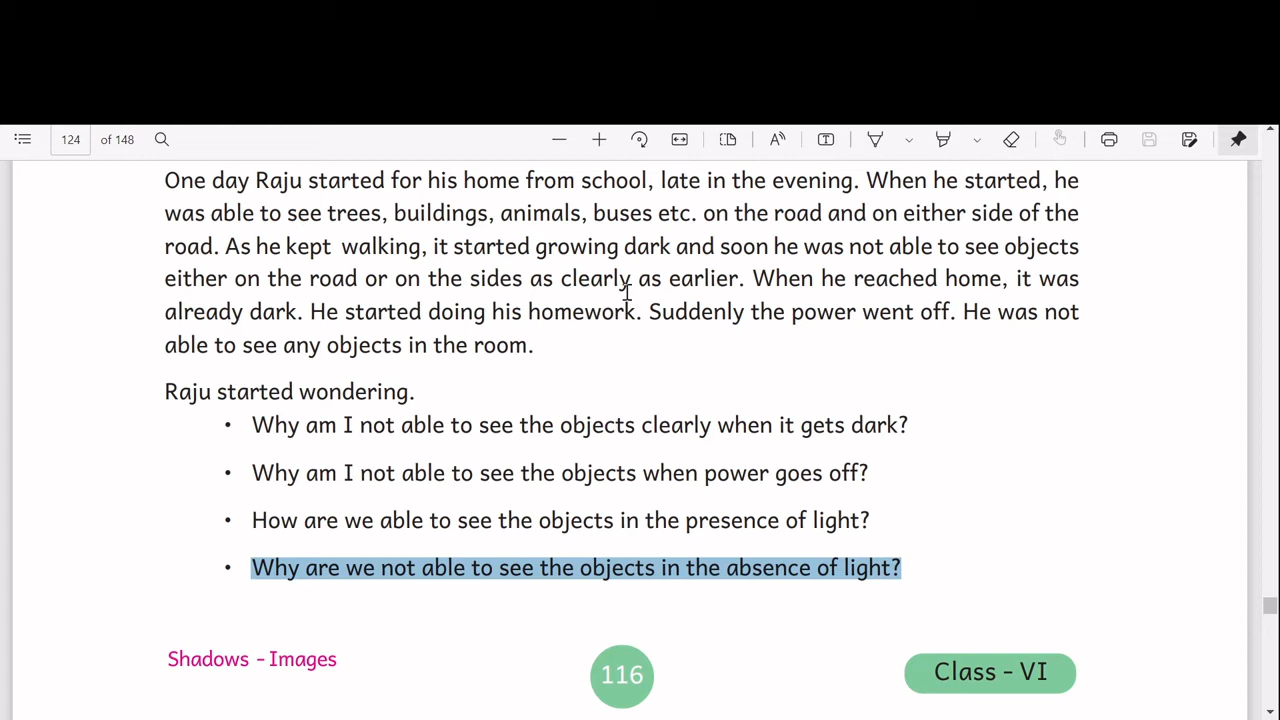 124 of 148
One day Raju started for his home from school, late in the evening. When he started, he
was able to see trees, buildings, animals, buses etc. on the road and on either side of the
road. As he kept walking, it started growing dark and soon he was not able to see objects
either on the road or on the sides as clearly as earlier. When he reached home, it was
already dark. He started doing his homework. Suddenly the power went off. He was not
able to see any objects in the room.
Raju started wondering.
• Why am I not able to see the objects clearly when it gets dark?
• Why am I not able to see the objects when power goes off?
• How are we able to see the objects in the presence of light?
• Why are we not able to see the objects in the absence of light?
Shadows - Images 116 Class - VI